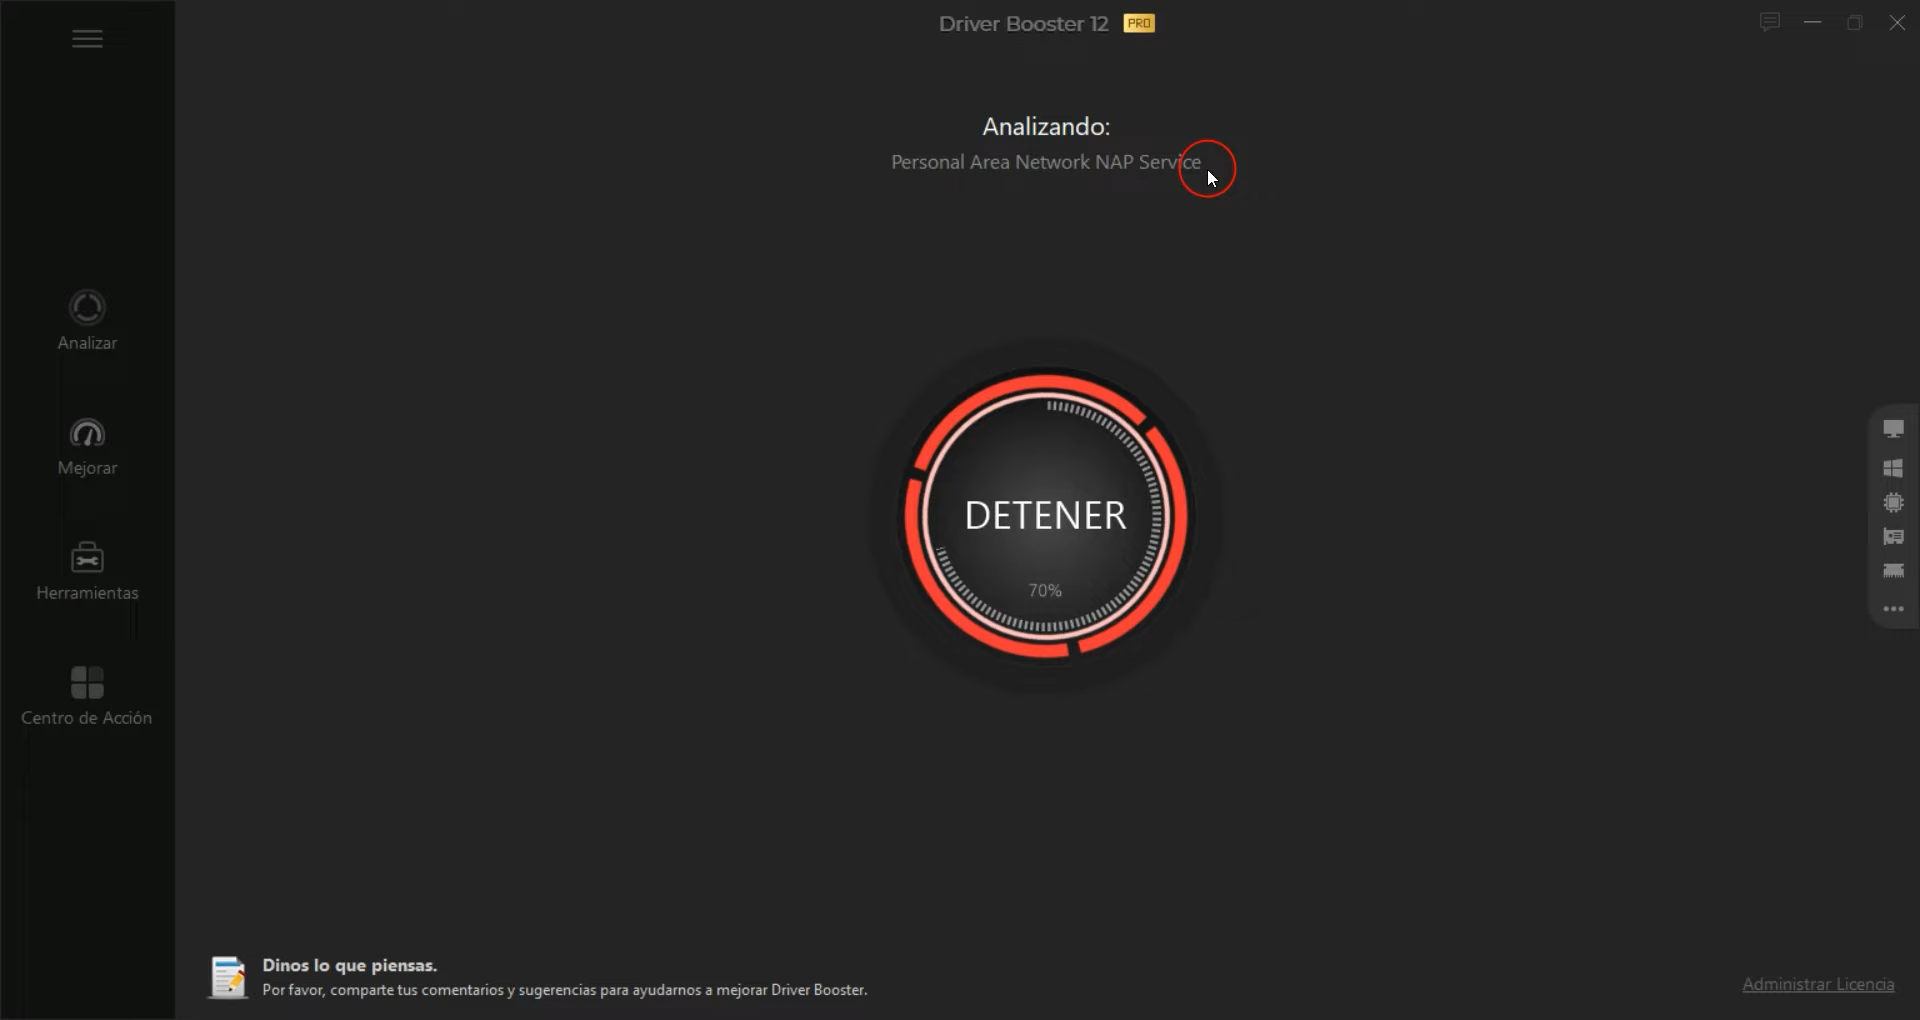 Driver Booster 12 PRO
Analizando:
Personal Area Network NAP Service
Analizar
Mejorar
Herramientas
Centro de Acción
DETENER
70%
Dinos lo que piensas.
Por favor, comparte tus comentarios y sugerencias para ayudarnos a mejorar Driver Booster.
Administrar Licencia